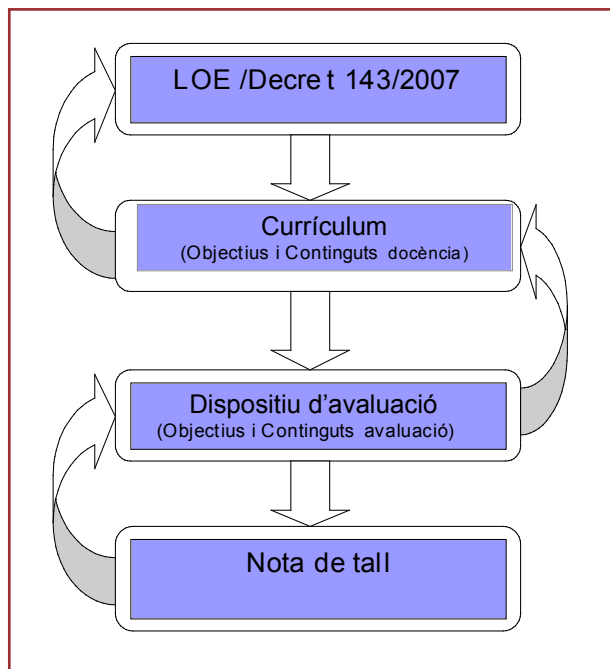 LOE /Decret 143/2007
Currículum
(Objectius i Continguts docència)
Dispositiu d’avaluació
(Objectius i Continguts avaluació)
Nota de tall